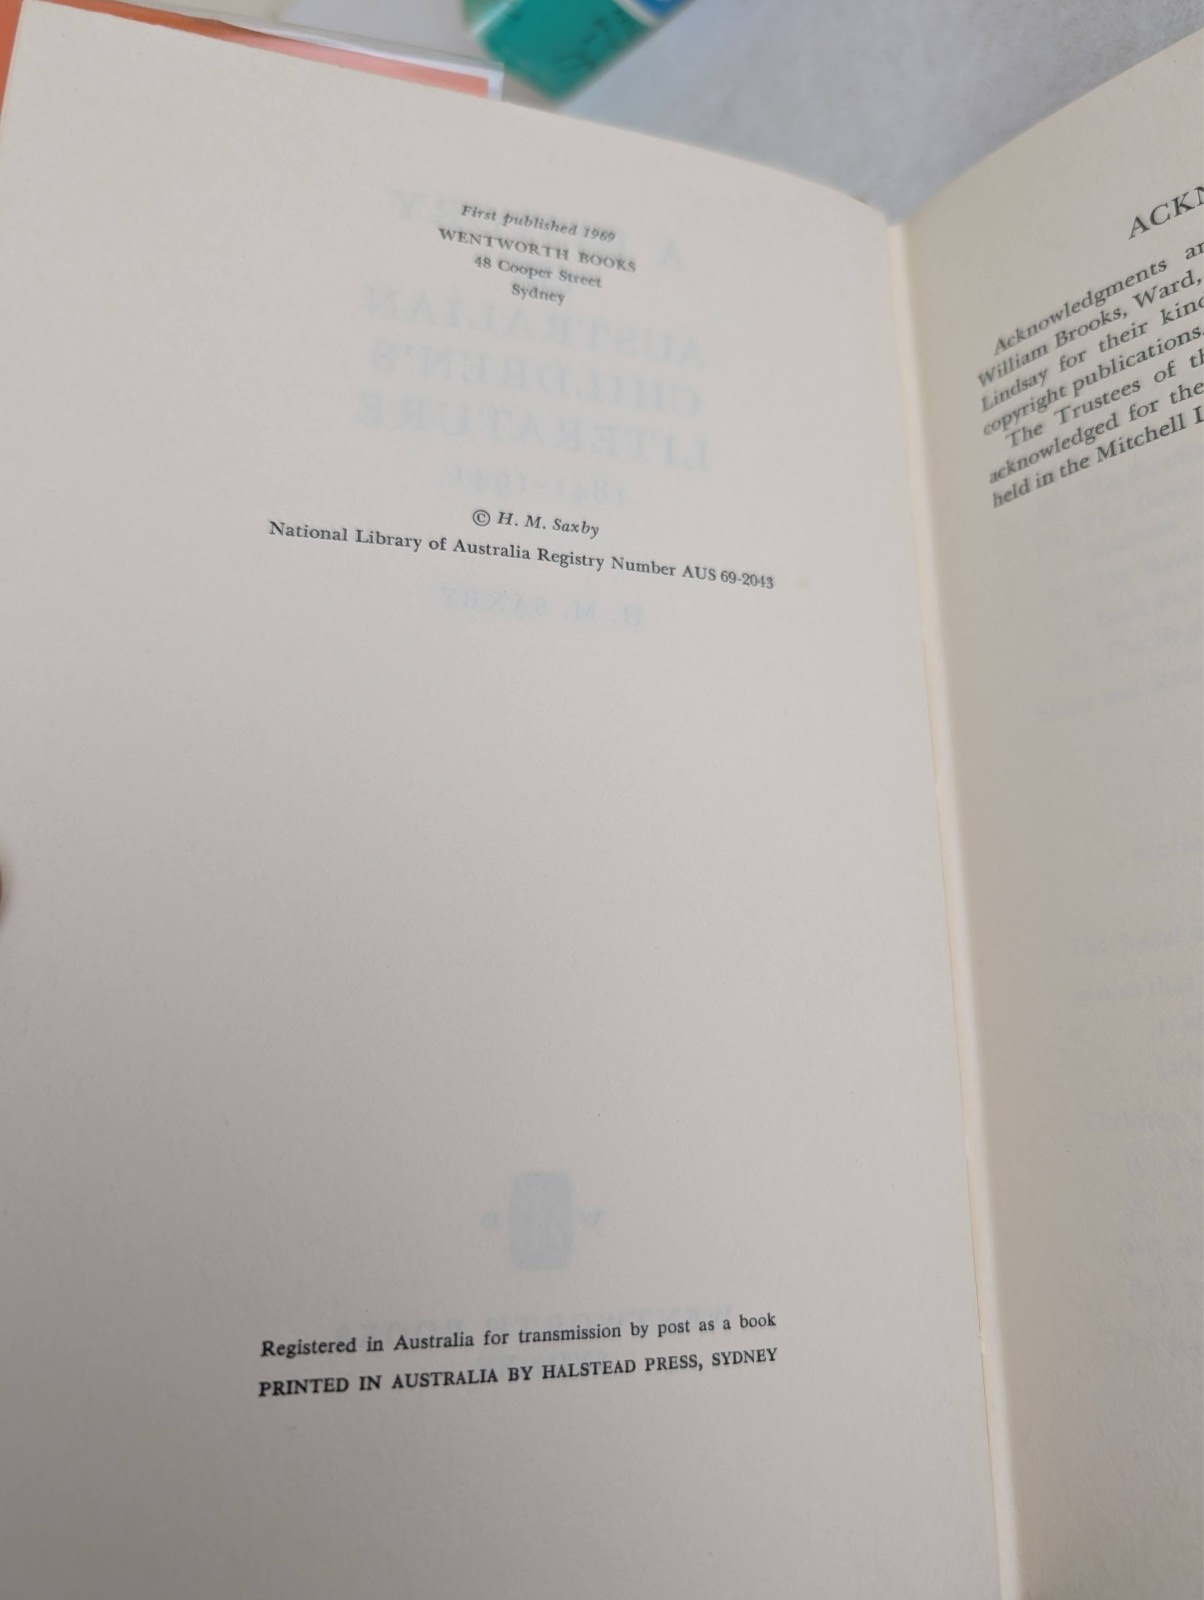 First published 1969
WENTWORTH BOOKS
48 Cooper Street
Sydney
© H. M. Saxby
National Library of Australia Registry Number AUS 69-2043
Registered in Australia for transmission by post as a book
PRINTED IN AUSTRALIA BY HALSTEAD PRESS, SYDNEY
ACKN
Acknowledgments
William Brooks, Ward,
Lindsay for their kind
copyright publications.
The Trustees of th
acknowledged for the
held in the Mitchell L